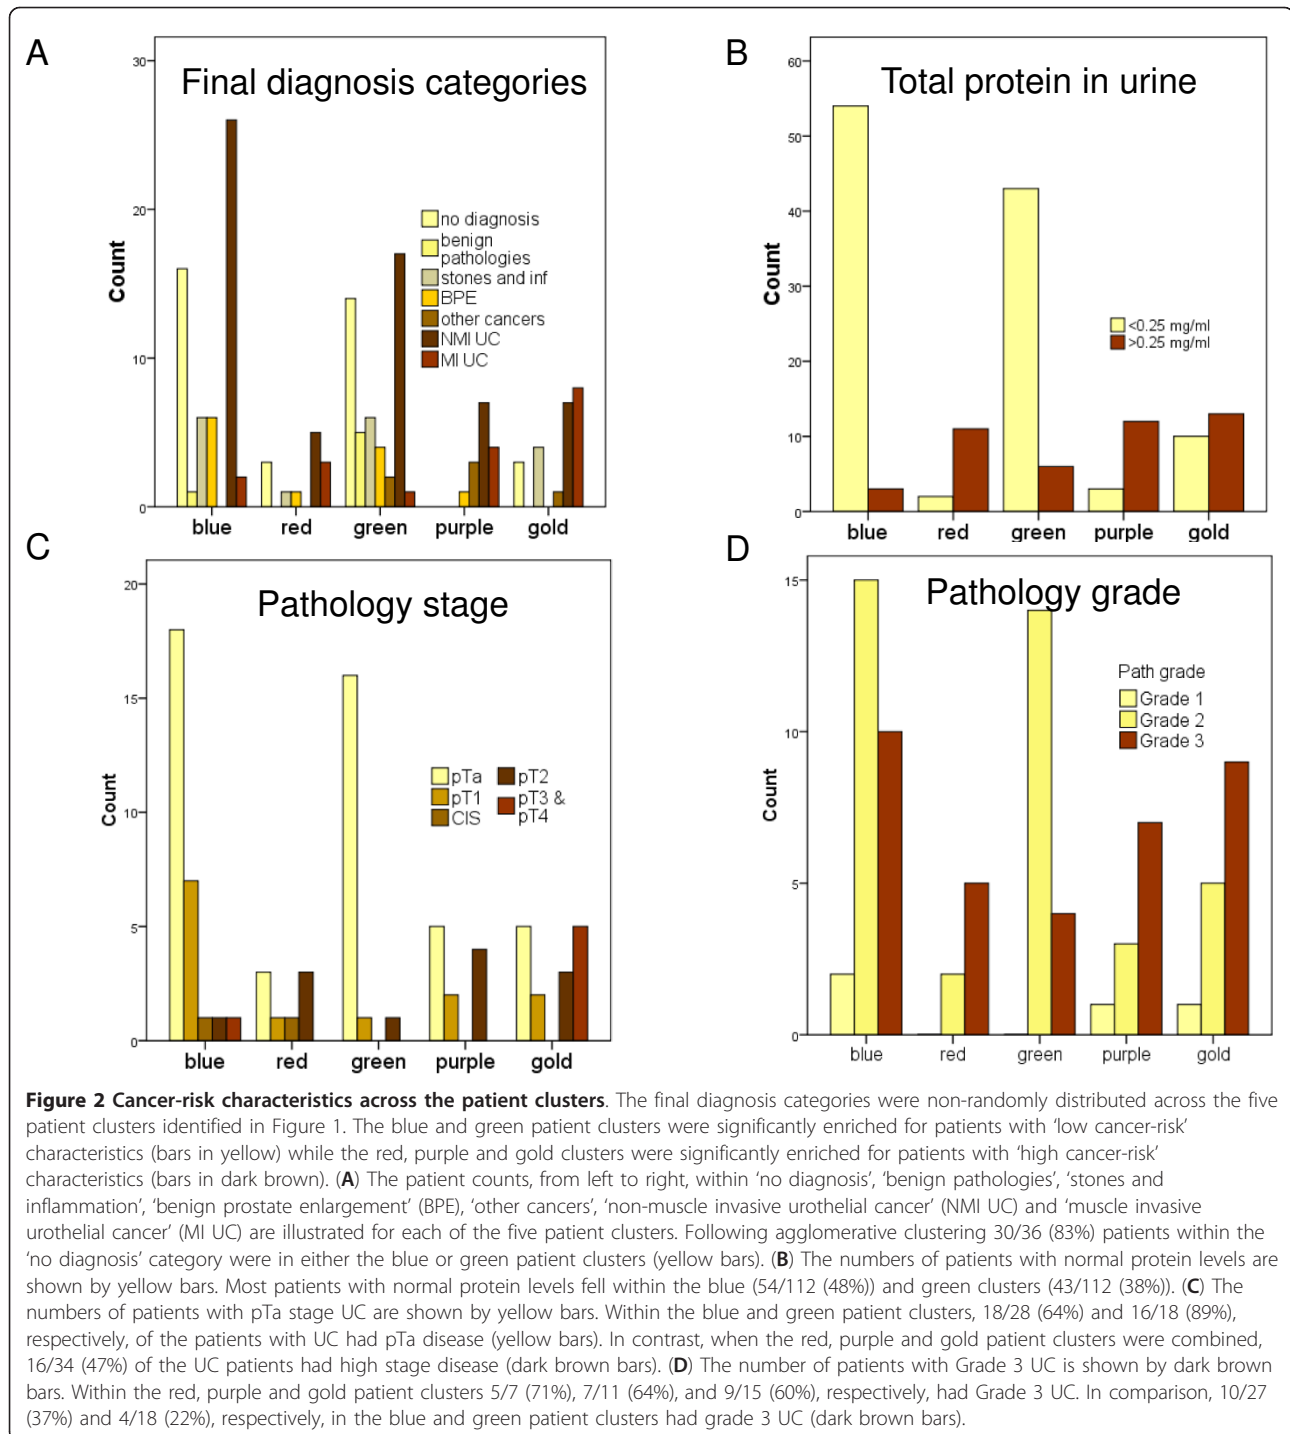 A
Final diagnosis categories
30
20
10
0
Count
no diagnosis
benign
pathologies
stones and inf
BPE
other cancers
NMI UC
MI UC
blue red green purple gold
B
Total protein in urine
60
50
40
30
20
10
0
Count
<0.25 mg/ml
>0.25 mg/ml
blue red green purple gold
C
Pathology stage
20
15
10
5
0
Count
pTa
pT1
CIS
pT2
pT3 &
pT4
blue red green purple gold
D
Pathology grade
15
10
5
0
Count
Path grade
Grade 1
Grade 2
Grade 3
blue red green purple gold
Figure 2 Cancer-risk characteristics across the patient clusters. The final diagnosis categories were non-randomly distributed across the five
patient clusters identified in Figure 1. The blue and green patient clusters were significantly enriched for patients with ‘low cancer-risk’
characteristics (bars in yellow) while the red, purple and gold clusters were significantly enriched for patients with ‘high cancer-risk’
characteristics (bars in dark brown). (A) The patient counts, from left to right, within ‘no diagnosis’, ‘benign pathologies’, ‘stones and
inflammation’, ‘benign prostate enlargement’ (BPE), ‘other cancers’, ‘non-muscle invasive urothelial cancer’ (NMI UC) and ‘muscle invasive
urothelial cancer’ (MI UC) are illustrated for each of the five patient clusters. Following agglomerative clustering 30/36 (83%) patients within the
‘no diagnosis’ category were in either the blue or green patient clusters (yellow bars). (B) The numbers of patients with normal protein levels are
shown by yellow bars. Most patients with normal protein levels fell within the blue (54/112 (48%)) and green clusters (43/112 (38%)). (C) The
numbers of patients with pTa stage UC are shown by yellow bars. Within the blue and green patient clusters, 18/28 (64%) and 16/18 (89%),
respectively, of the patients with UC had pTa disease (yellow bars). In contrast, when the red, purple and gold patient clusters were combined,
16/34 (47%) of the UC patients had high stage disease (dark brown bars). (D) The number of patients with Grade 3 UC is shown by dark brown
bars. Within the red, purple and gold patient clusters 5/7 (71%), 7/11 (64%), and 9/15 (60%), respectively, had Grade 3 UC. In comparison, 10/27
(37%) and 4/18 (22%), respectively, in the blue and green patient clusters had grade 3 UC (dark brown bars).